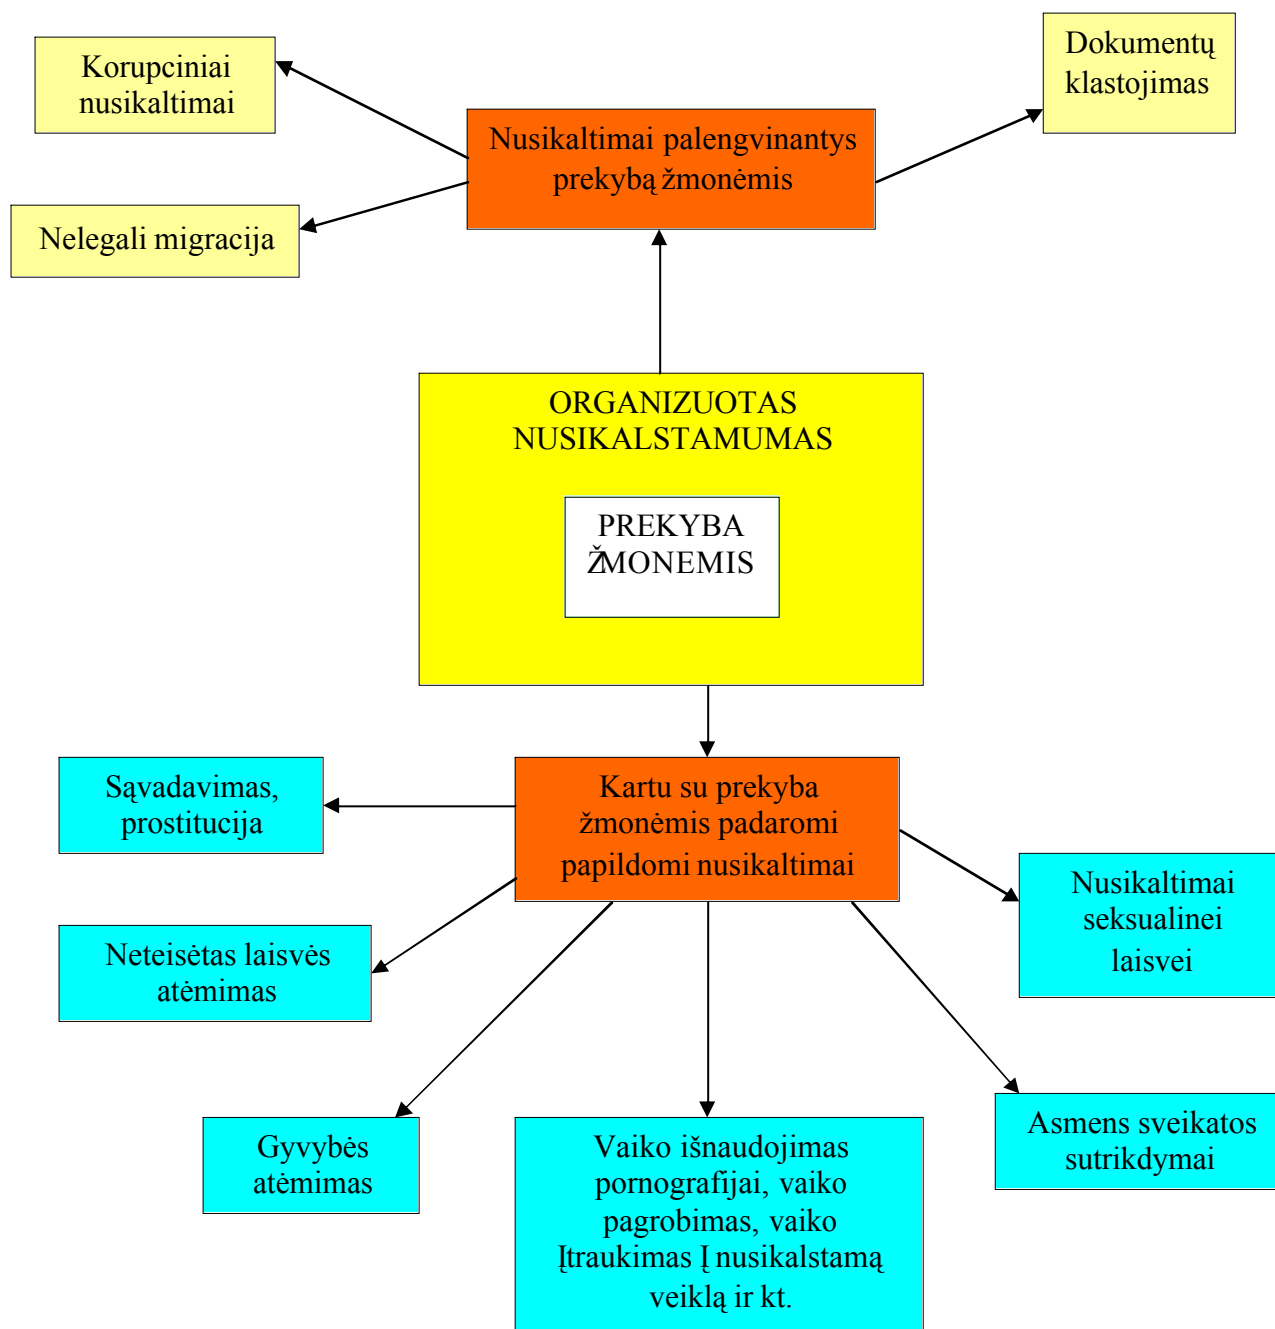 Korupciniai
nusikaltimai
Dokumentų
klastojimas
Nusikaltimai palengvinantys
prekybą žmonėmis
Nelegali migracija
ORGANIZUOTAS
NUSIKALSTAMUMAS
PREKYBA
ŽMONEMIS
Kartu su prekyba
žmonėmis padaromi
papildomi nusikaltimai
Sąvadavimas,
prostitucija
Nusikaltimai
seksualinei
laisvei
Neteisėtas laisvės
atėmimas
Gyvybės
atėmimas
Vaiko išnaudojimas
pornografijai, vaiko
pagrobimas, vaiko
Įtraukimas Į nusikalstamą
veiklą ir kt.
Asmens sveikatos
sutrikdymai